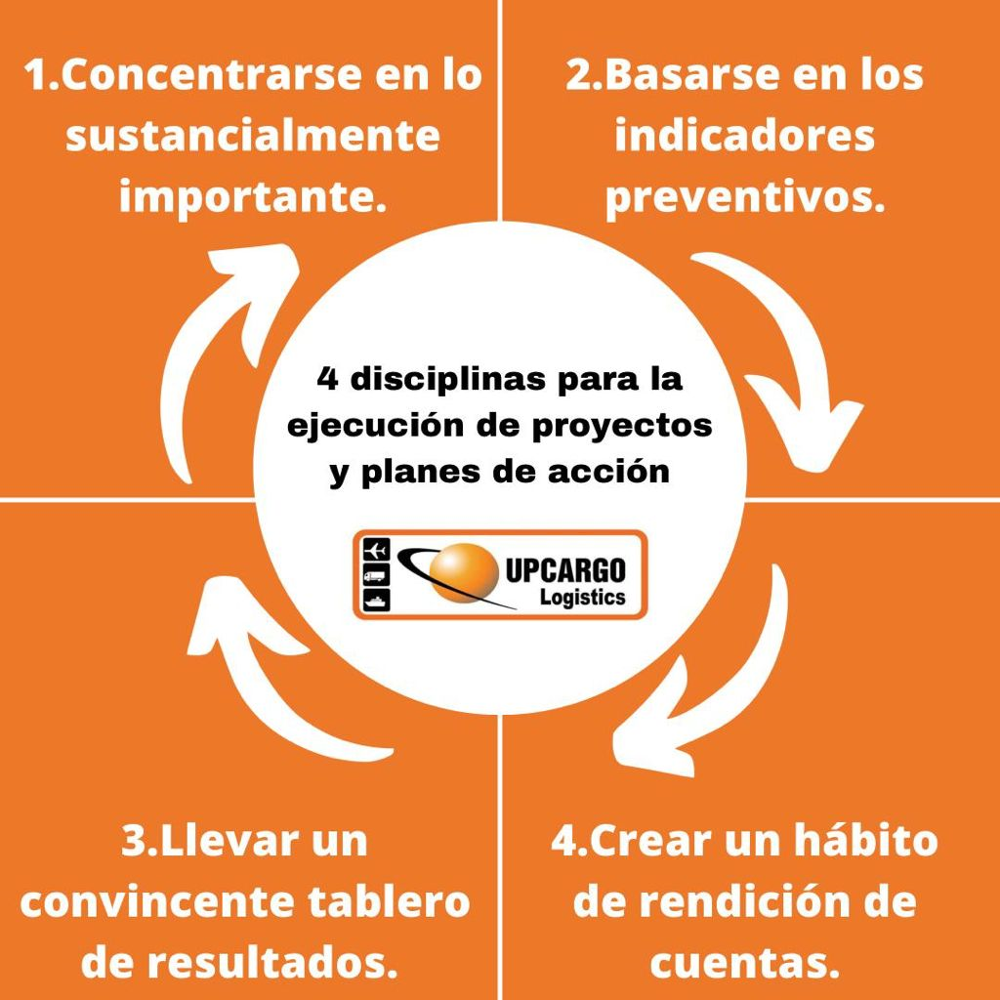 1.Concentrarse en lo
sustancialmente
importante.
2.Basarse en los
indicadores
preventivos.
4 disciplinas para la
ejecución de proyectos
y planes de acción
UPCARGO
Logistics
3.Llevar un
convincente tablero
de resultados.
4.Crear un hábito
de rendición de
cuentas.